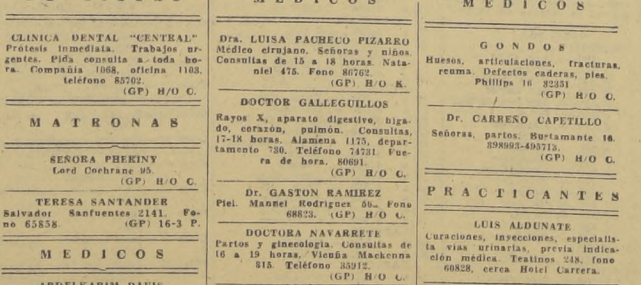 CLINICA DENTAL "CENTRAL"
Prótesis inmediata. Trabajos ur-
gentes. Pida consulta a toda ho-
ra. Compañía 1068, oficina 1103,
teléfono 85702.
(GP) H/O C.
MATRONAS
SEÑORA PHERINY
Lord Cochrane 95.
(GP) H/O C.
TERESA SANTANDER
Salvador Sanfuentes 2141. Fo-
no 65858. (GP) 16-3 P.
MEDICOS
MEDICOS
Dra. LUISA PACHECO PIZARRO
Médico cirujano. Señoras y niños.
Consultas de 15 a 18 horas. Nata-
niel 475. Fono 86762.
(GP) H/O K.
DOCTOR GALLEGUILLOS
Rayos X, aparato digestivo, híga-
do, corazón, pulmón. Consultas,
17-18 horas. Alameda 1175, depar-
tamento 730. Teléfono 74731. Fue-
ra de hora. 80691.
(GP) H/O C.
Dr. GASTON RAMIREZ
Piel. Manuel Rodríguez 50. Fono
68823. (GP) H/O C.
DOCTORA NAVARRETE
Partos y ginecología. Consultas de
16 a 19 horas. Vicuña Mackenna
815. Teléfono 35912.
(GP) H/O C.
MEDICOS
GONDOS
Huesos, articulaciones, fracturas,
reuma. Defectos caderas, pies.
Phillips 16 82351
(GP) H/O C.
Dr. CARREÑO CAPETILLO
Señoras, partos. Bustamante 16.
398993-495713.
(GP) H/O C.
PRACTICANTES
LUIS ALDUNATE
Curaciones, inyecciones, especialis-
ta vías urinarias, previa indica-
ción médica. Teatinos 248, fono
60828, cerca Hotel Carrera.